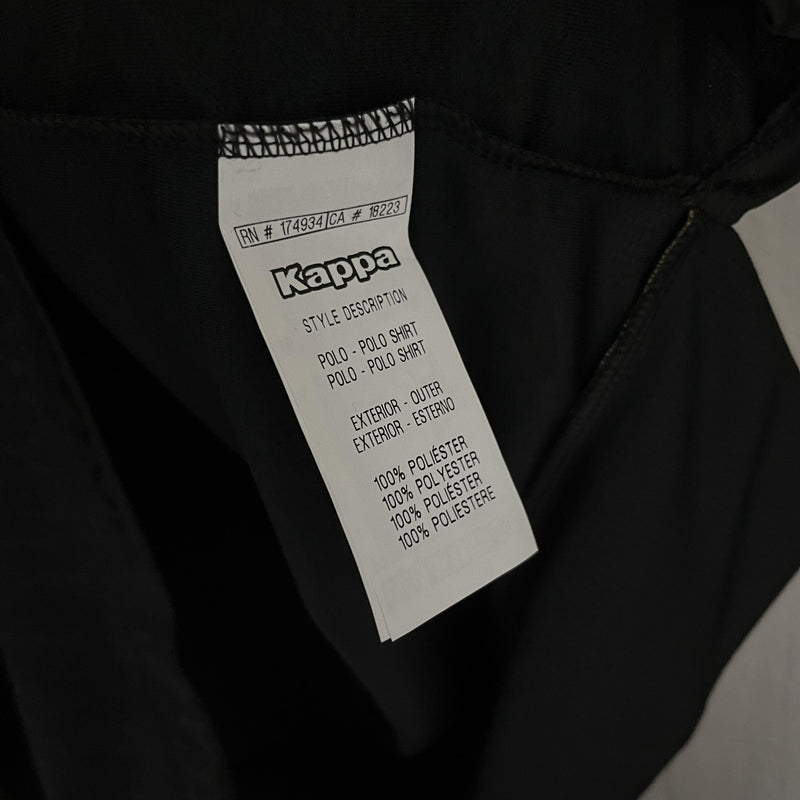 RN # 174934 CA # 18223
Kappa
STYLE DESCRIPTION
POLO - POLO SHIRT
POLO - POLO SHIRT
EXTERIOR - OUTER
EXTERIOR - ESTERNO
100% POLIÉSTER
100% POLYESTER
100% POLIÉSTER
100% POLIESTERE